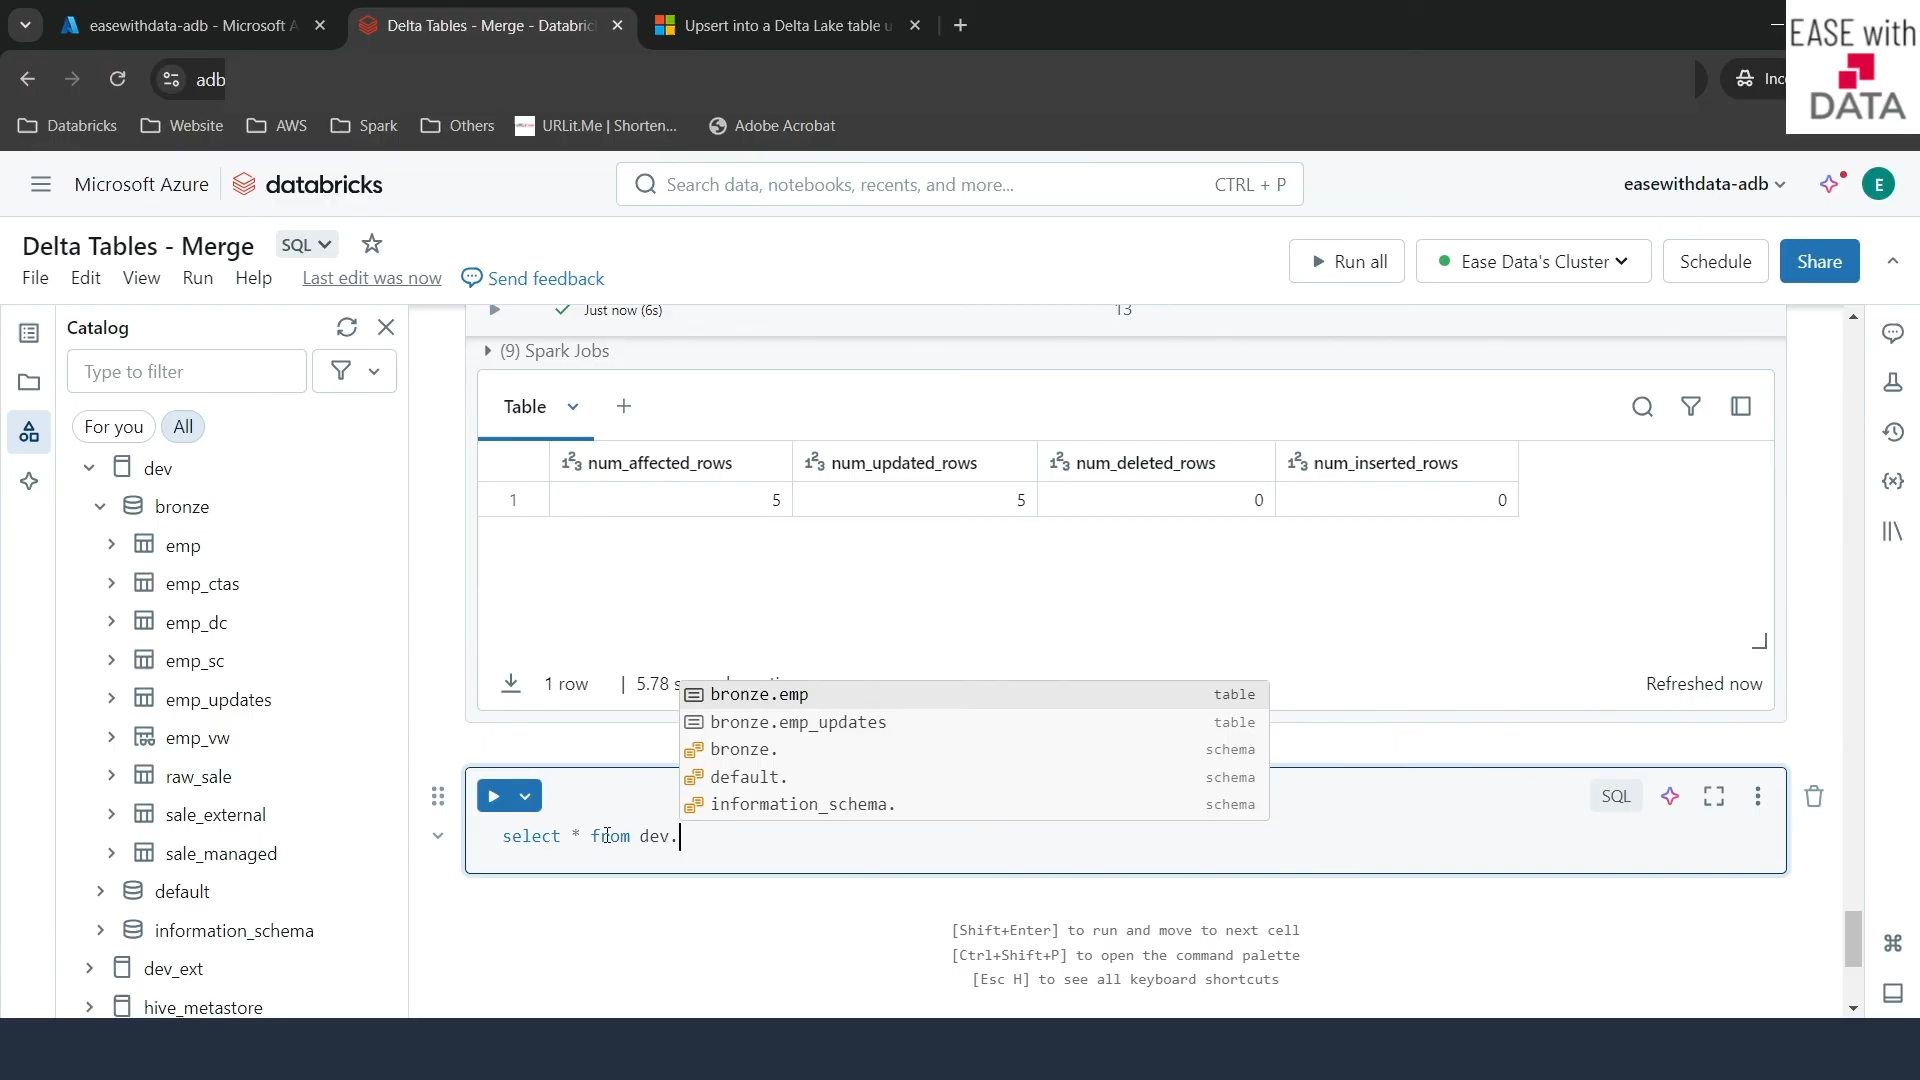 easewithdata-adb - Microsoft A
Delta Tables - Merge - Databric
Upsert into a Delta Lake table u
EASE with
DATA
adb
Databricks
Website
AWS
Spark
Others
URLit.Me | Shorten...
Adobe Acrobat
Microsoft Azure
databricks
Search data, notebooks, recents, and more...
CTRL + P
easewithdata-adb
E
Delta Tables - Merge
SQL
File
Edit
View
Run
Help
Last edit was now
Send feedback
Run all
Ease Data's Cluster
Schedule
Share
Catalog
Type to filter
For you
All
dev
bronze
emp
emp_ctas
emp_dc
emp_sc
emp_updates
emp_vw
raw_sale
sale_external
sale_managed
default
information_schema
dev_ext
hive_metastore
Just now (6s)
13
(9) Spark Jobs
Table
num_affected_rows
num_updated_rows
num_deleted_rows
num_inserted_rows
1 5 5 0 0
1 row | 5.78
Refreshed now
bronze.emp table
bronze.emp_updates table
bronze. schema
default. schema
information_schema. schema
SQL
select * from dev.
[Shift+Enter] to run and move to next cell
[Ctrl+Shift+P] to open the command palette
[Esc H] to see all keyboard shortcuts